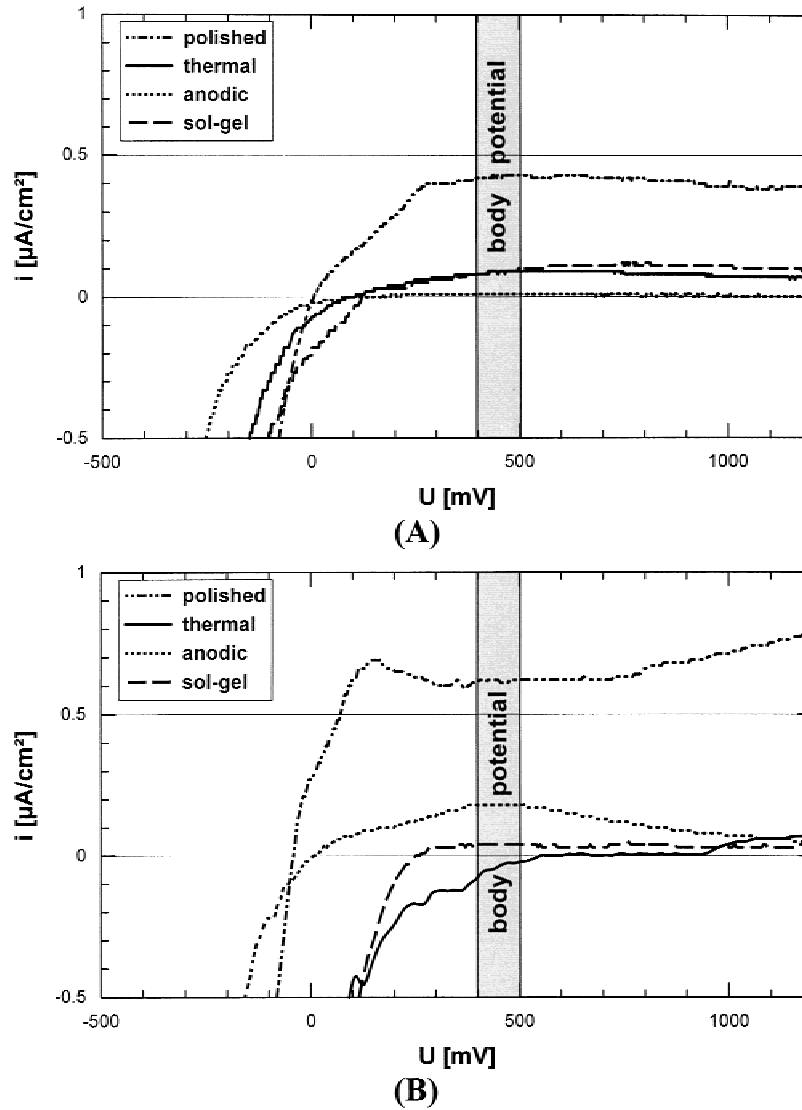 1
polished
thermal
anodic
sol-gel
body potential
0.5
i [µA/cm²]
0
-0.5
-500
0
500
1000
U [mV]
(A)
1
polished
thermal
anodic
sol-gel
body potential
0.5
i [µA/cm²]
0
-0.5
-500
0
500
1000
U [mV]
(B)